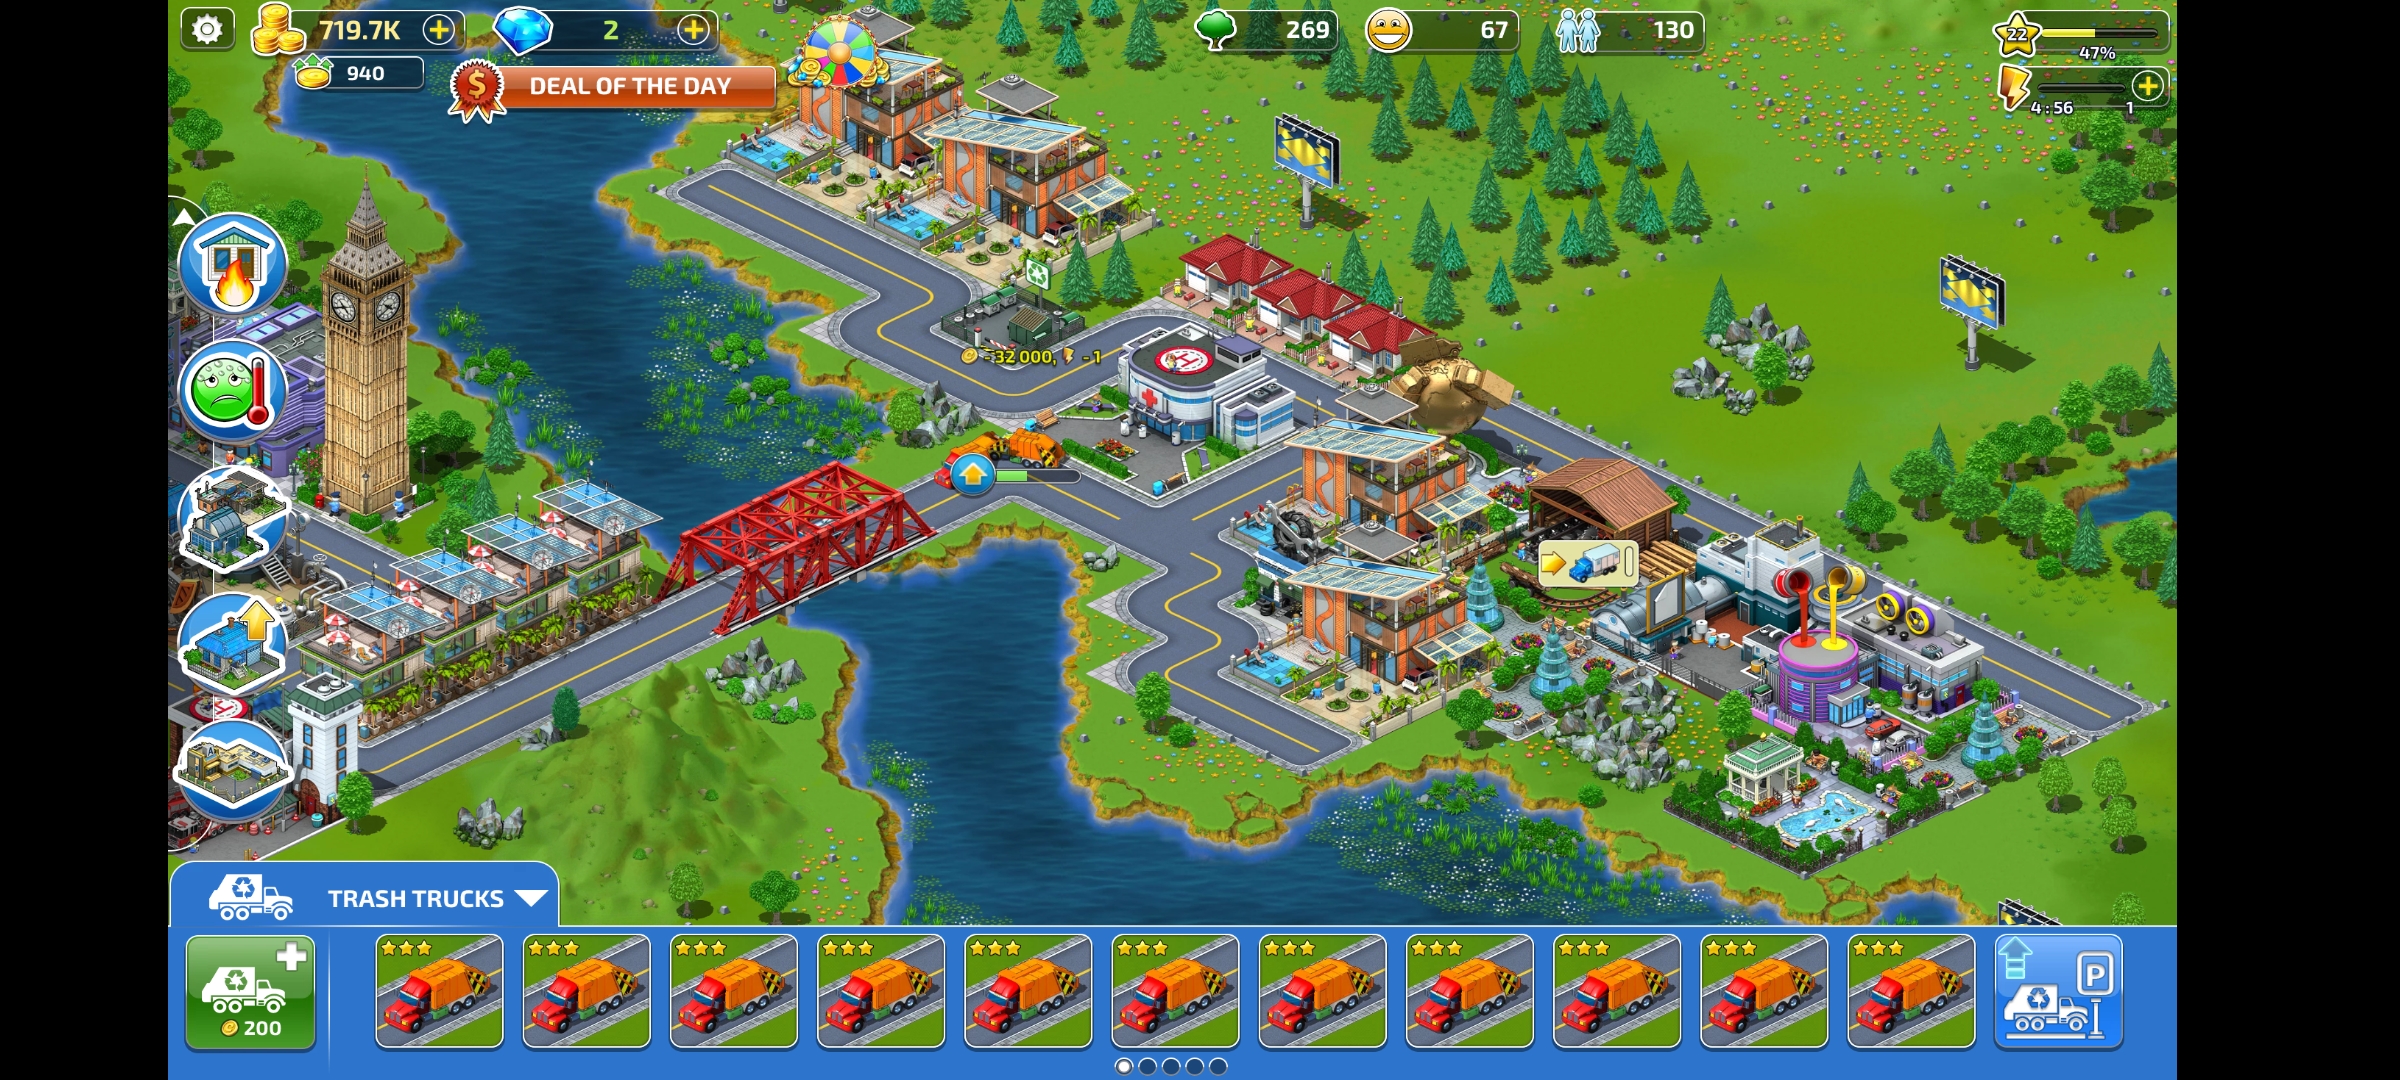 719.7K
2
269
67
130
22
47%
940
DEAL OF THE DAY
4:56
1
-32 000, -1
TRASH TRUCKS
200
P